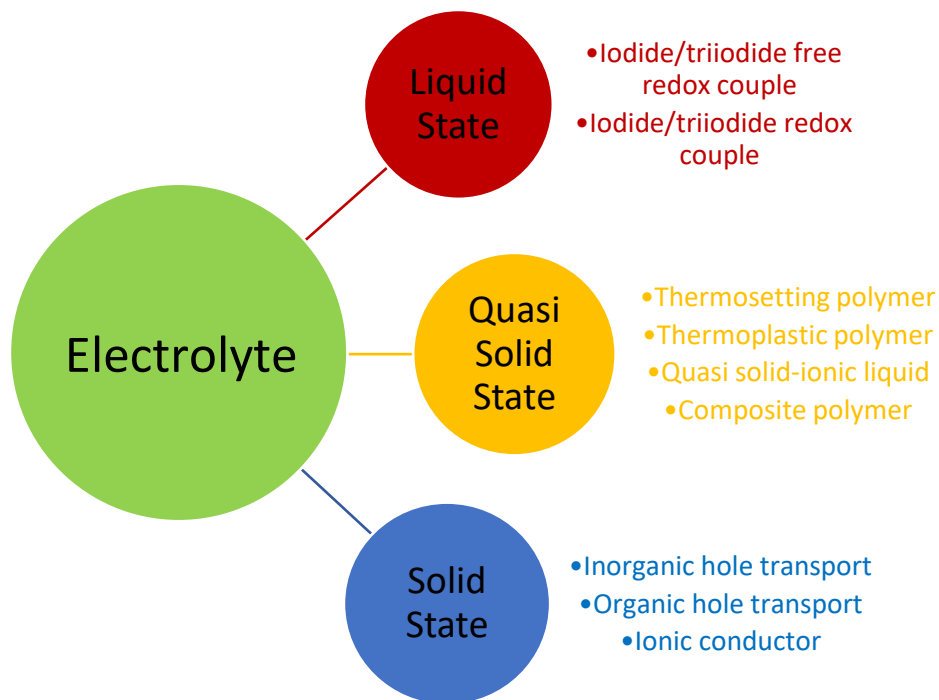 Liquid
State
•Iodide/triiodide free
redox couple
•Iodide/triiodide redox
couple
Electrolyte
Quasi
Solid
State
•Thermosetting polymer
•Thermoplastic polymer
•Quasi solid-ionic liquid
•Composite polymer
Solid
State
•Inorganic hole transport
•Organic hole transport
•Ionic conductor